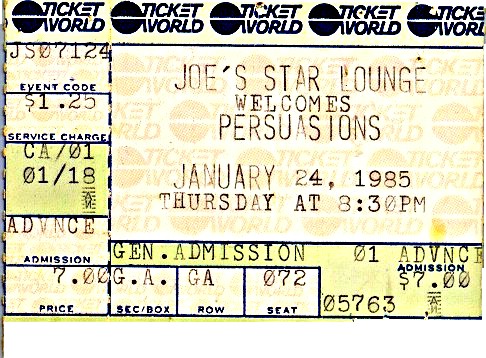 TICKET WORLD TICKET WORLD TICKET WORLD TICKET WORLD TICKET WORLD
JS07124
EVENT CODE
$1.25
SERVICE CHARGE
CA/01
01/18
ADVNCE
ADMISSION
7.00
PRICE
JOE'S STAR LOUNGE
WELCOMES
PERSUASIONS
JANUARY 24, 1985
THURSDAY AT 8:30PM
GEN.ADMISSION 01 ADVNCE
G.A. GA 072
SEC/BOX ROW SEAT
ADMISSION
$7.00
05763